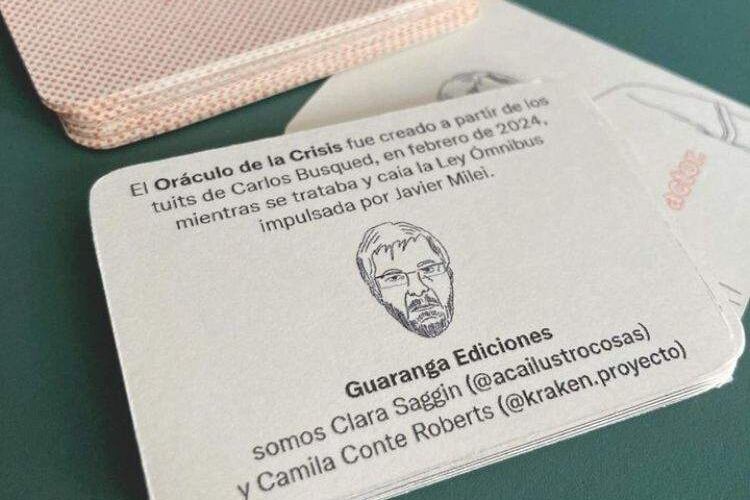 El Oráculo de la Crisis fue creado a partir de los
tuits de Carlos Busqued, en febrero de 2024,
mientras se trataba y caía la Ley Ómnibus
impulsada por Javier Milei.
Guaranga Ediciones
somos Clara Saggin (@acailustrocosas)
y Camila Conte Roberts (@kraken.proyecto)
actor